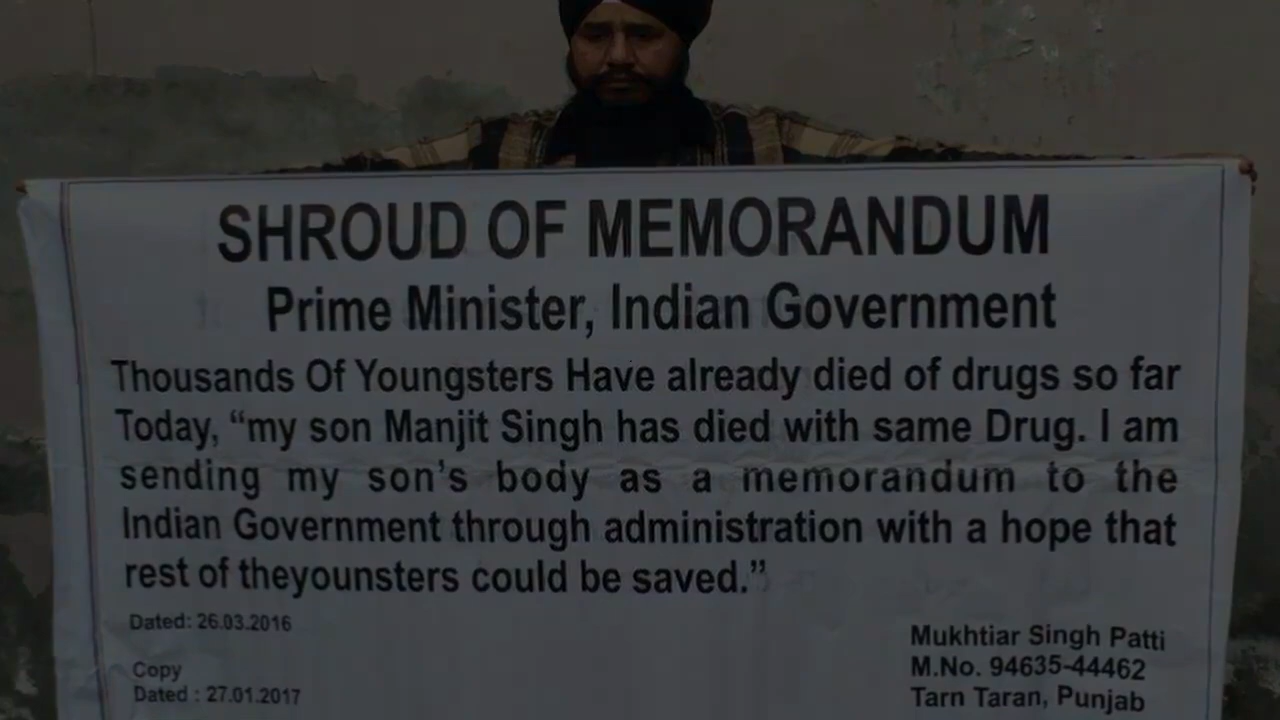 SHROUD OF MEMORANDUM
Prime Minister, Indian Government
Thousands Of Youngsters Have already died of drugs so far
Today, “my son Manjit Singh has died with same Drug. I am
sending my son’s body as a memorandum to the
Indian Government through administration with a hope that
rest of theyounsters could be saved.”
Dated: 26.03.2016
Copy
Dated : 27.01.2017
Mukhtiar Singh Patti
M.No. 94635-44462
Tarn Taran, Punjab